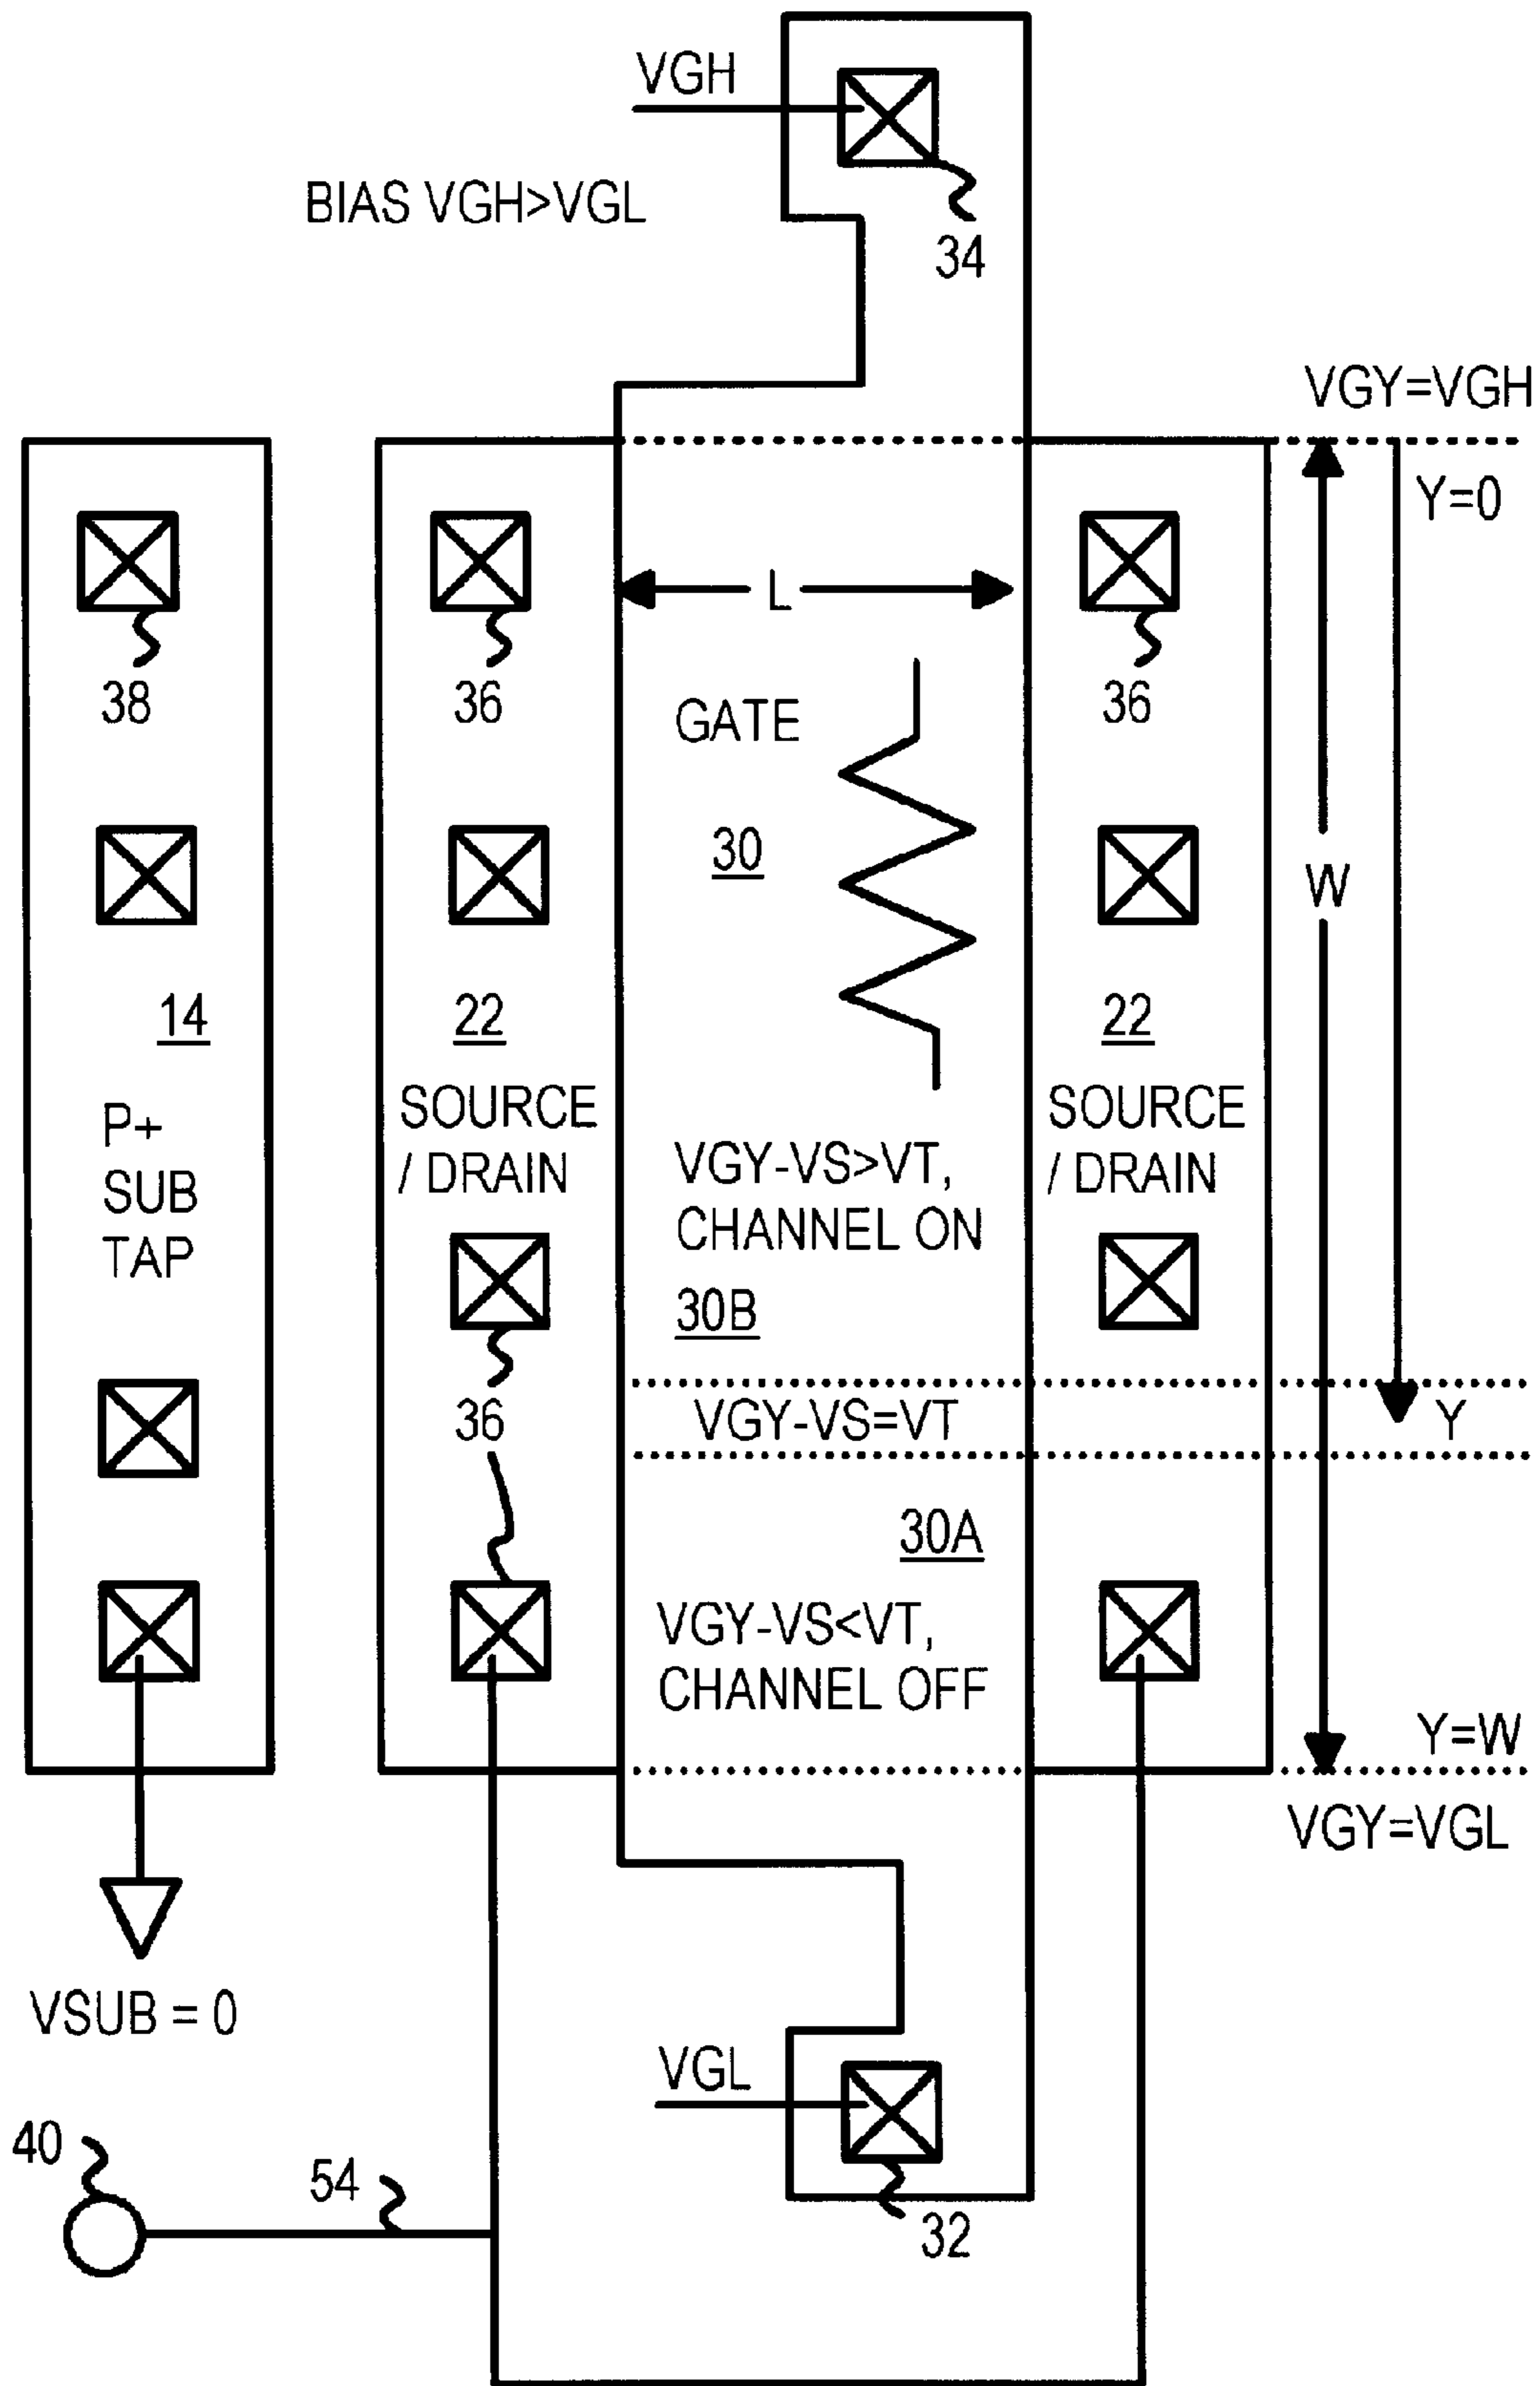 VGH
BIAS VGH>VGL
34
VGY=VGH
Y=0
L
38
36
36
GATE
30
W
14
22
22
P+
SUB
TAP
SOURCE
/ DRAIN
SOURCE
/ DRAIN
VGY-VS>VT,
CHANNEL ON
30B
36
VGY-VS=VT
Y
30A
VGY-VS<VT,
CHANNEL OFF
Y=W
VGY=VGL
VSUB = 0
VGL
40
54
32